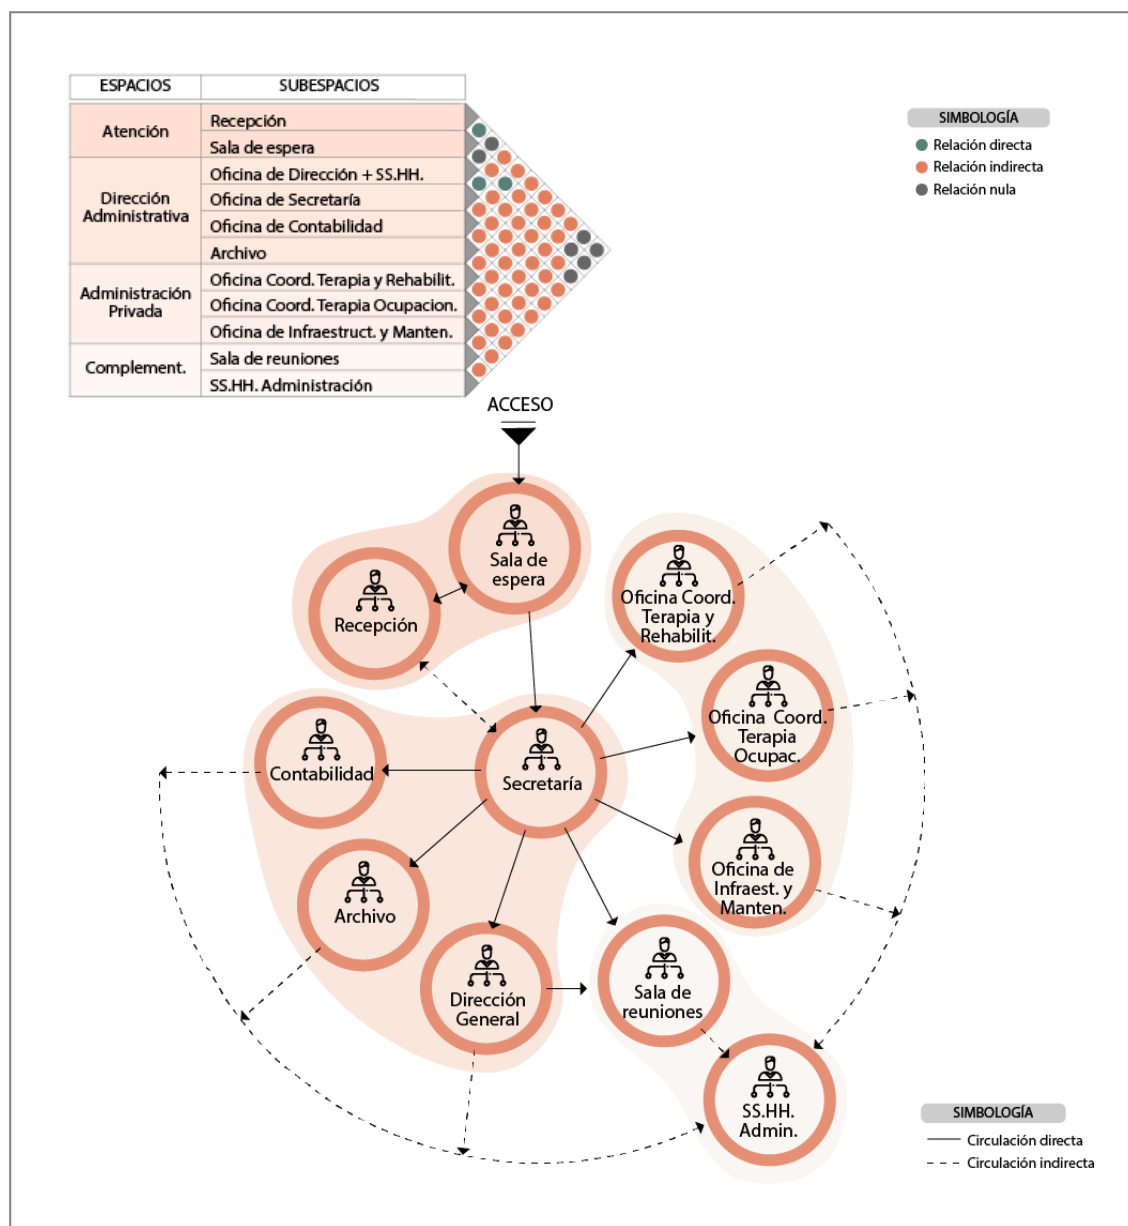 ESPACIOS
SUBESPACIOS
Atención
Recepción
Sala de espera
Dirección
Administrativa
Oficina de Dirección + SS.HH.
Oficina de Secretaría
Oficina de Contabilidad
Archivo
Administración
Privada
Oficina Coord. Terapia y Rehabilit.
Oficina Coord. Terapia Ocupacion.
Oficina de Infraestruct. y Manten.
Complement.
Sala de reuniones
SS.HH. Administración
SIMBOLOGÍA
Relación directa
Relación indirecta
Relación nula
ACCESO
Sala de
espera
Recepción
Oficina Coord.
Terapia y
Rehabilit.
Oficina Coord.
Terapia
Ocupac.
Contabilidad
Secretaría
Oficina de
Infraest. y
Manten.
Archivo
Dirección
General
Sala de
reuniones
SS.HH.
Admin.
SIMBOLOGÍA
Circulación directa
Circulación indirecta